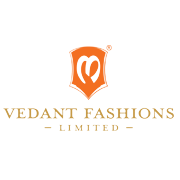 ®
VEDANT FASHIONS
– LIMITED –